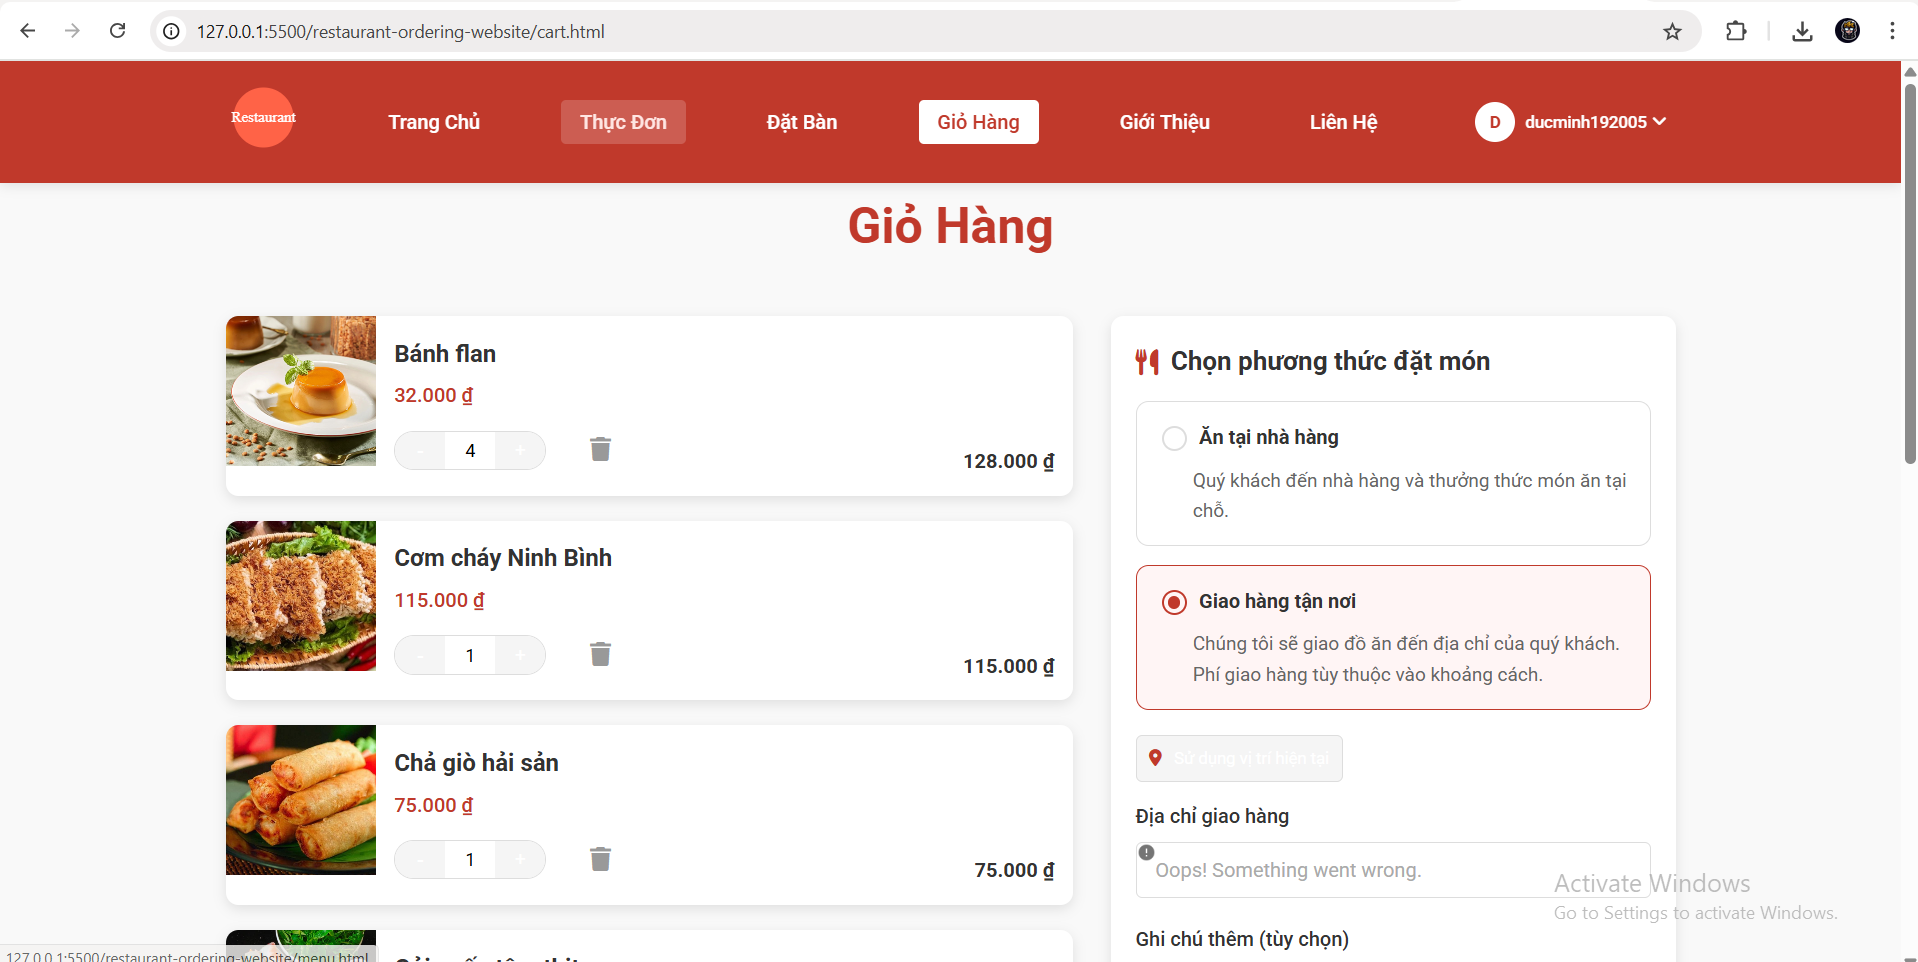 127.0.0.1:5500/restaurant-ordering-website/cart.html
Restaurant
Trang Chủ
Thực Đơn
Đặt Bàn
Giỏ Hàng
Giới Thiệu
Liên Hệ
D
ducminh192005
Giỏ Hàng
Bánh flan
32.000 ₫
- 4 +
128.000 ₫
Cơm cháy Ninh Bình
115.000 ₫
- 1 +
115.000 ₫
Chả giò hải sản
75.000 ₫
- 1 +
75.000 ₫
Chọn phương thức đặt món
Ăn tại nhà hàng
Quý khách đến nhà hàng và thưởng thức món ăn tại
chỗ.
Giao hàng tận nơi
Chúng tôi sẽ giao đồ ăn đến địa chỉ của quý khách.
Phí giao hàng tùy thuộc vào khoảng cách.
Sử dụng vị trí hiện tại
Địa chỉ giao hàng
Oops! Something went wrong.
Ghi chú thêm (tùy chọn)
Activate Windows
Go to Settings to activate Windows.
127.0.0.1:5500/restaurant-ordering-website/menu.html